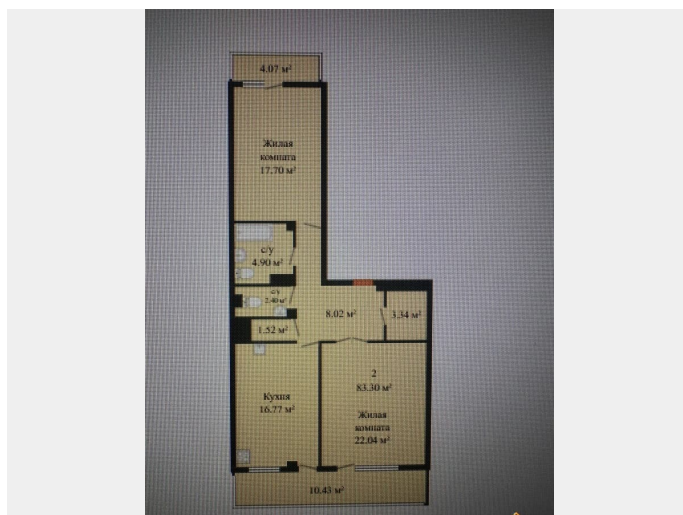 4.07 м²
Жилая
комната
17.70 м²
с/у
4.90 м²
с/у
2.40 м²
8.02 м²
3.34 м²
1.52 м²
2
83.30 м²
Кухня
16.77 м²
Жилая
комната
22.04 м²
10.43 м²